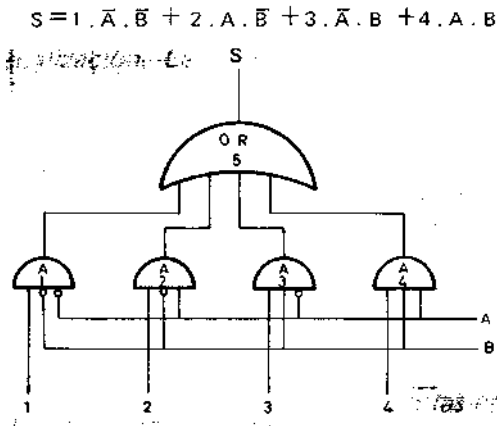 S=1.A̅.B̅ + 2.A.B̅ + 3.A̅.B + 4.A.B
S
OR
5
A
1
A
2
A
3
A
4
A
B
1 2 3 4